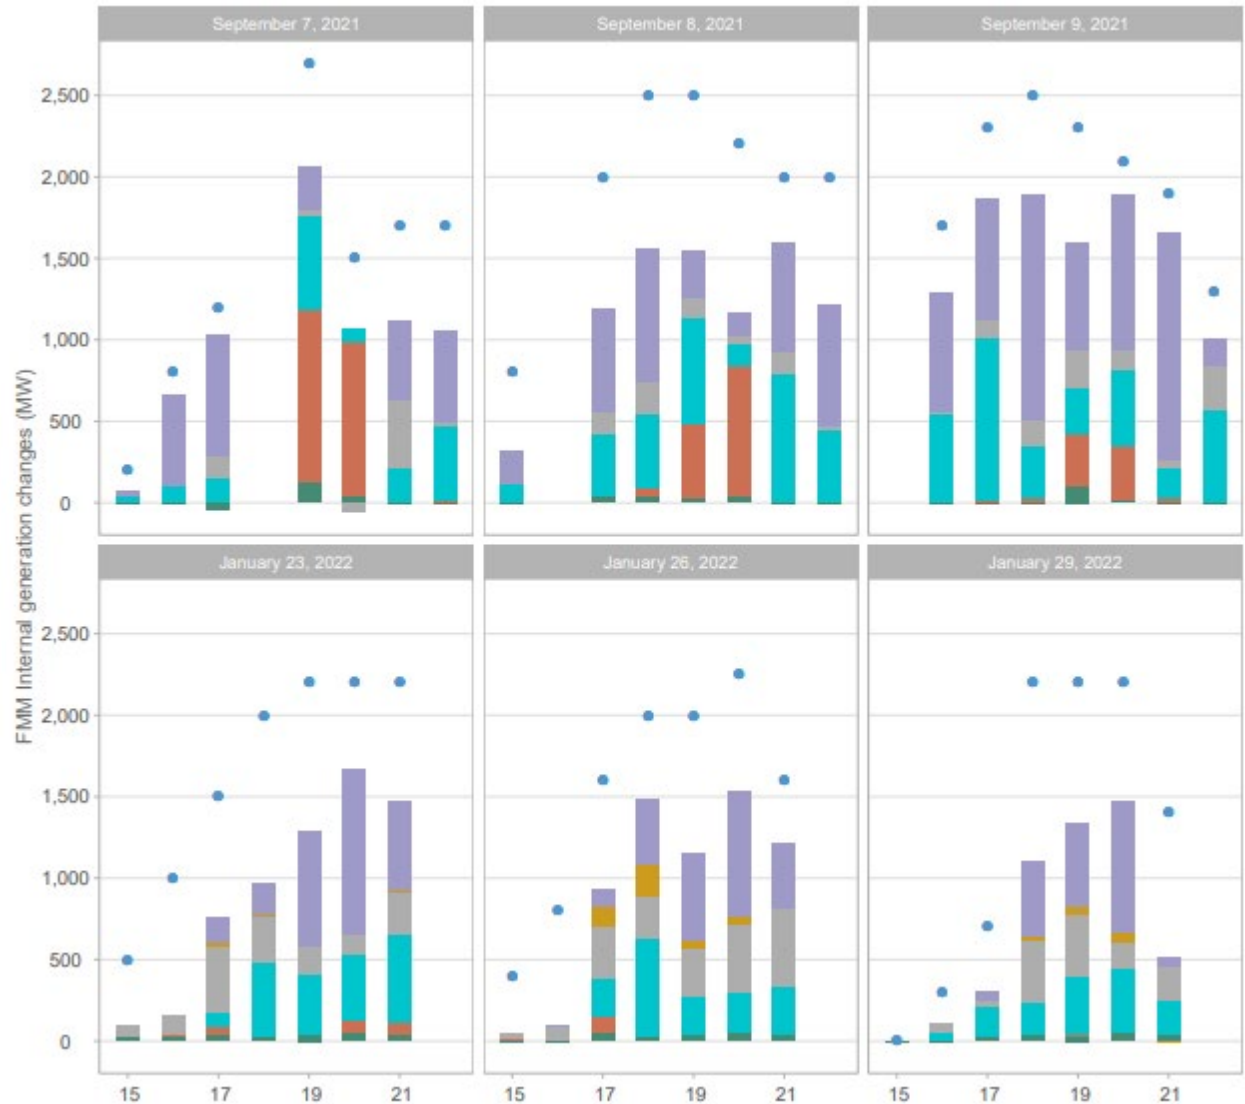 September 7, 2021
September 8, 2021
September 9, 2021
FMM Internal generation changes (MW)
2,500
2,000
1,500
1,000
500
0
January 23, 2022
January 26, 2022
January 29, 2022
2,500
2,000
1,500
1,000
500
0
15 17 19 21
15 17 19 21
15 17 19 21